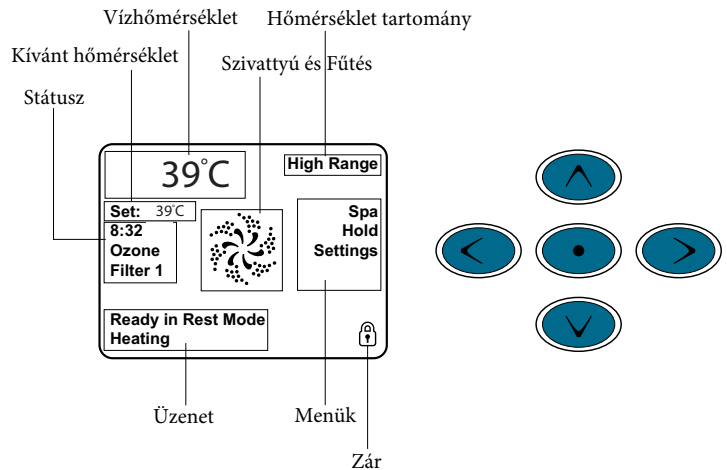 Vízhőmérséklet
Hőmérséklet tartomány
Kívánt hőmérséklet
Szivattyú és Fűtés
Státusz
39°C
High Range
Set: 39°C
8:32
Ozone
Filter 1
Spa
Hold
Settings
Ready in Rest Mode
Heating
Üzenet
Menük
Zár